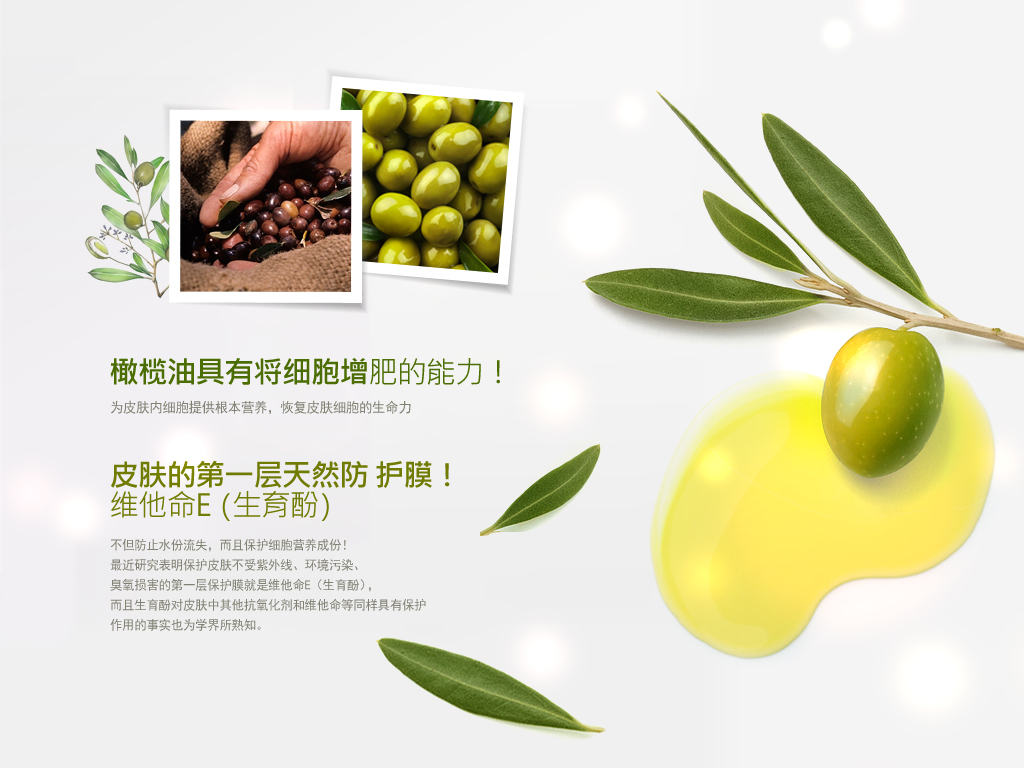 橄榄油具有将细胞增肥的能力！
为皮肤内细胞提供根本营养，恢复皮肤细胞的生命力
皮肤的第一层天然防 护膜！
维他命E (生育酚)
不但防止水份流失，而且保护细胞营养成份！
最近研究表明保护皮肤不受紫外线、环境污染、
臭氧损害的第一层保护膜就是维他命E（生育酚），
而且生育酚对皮肤中其他抗氧化剂和维他命等同样具有保护
作用的事实也为学界所熟知。